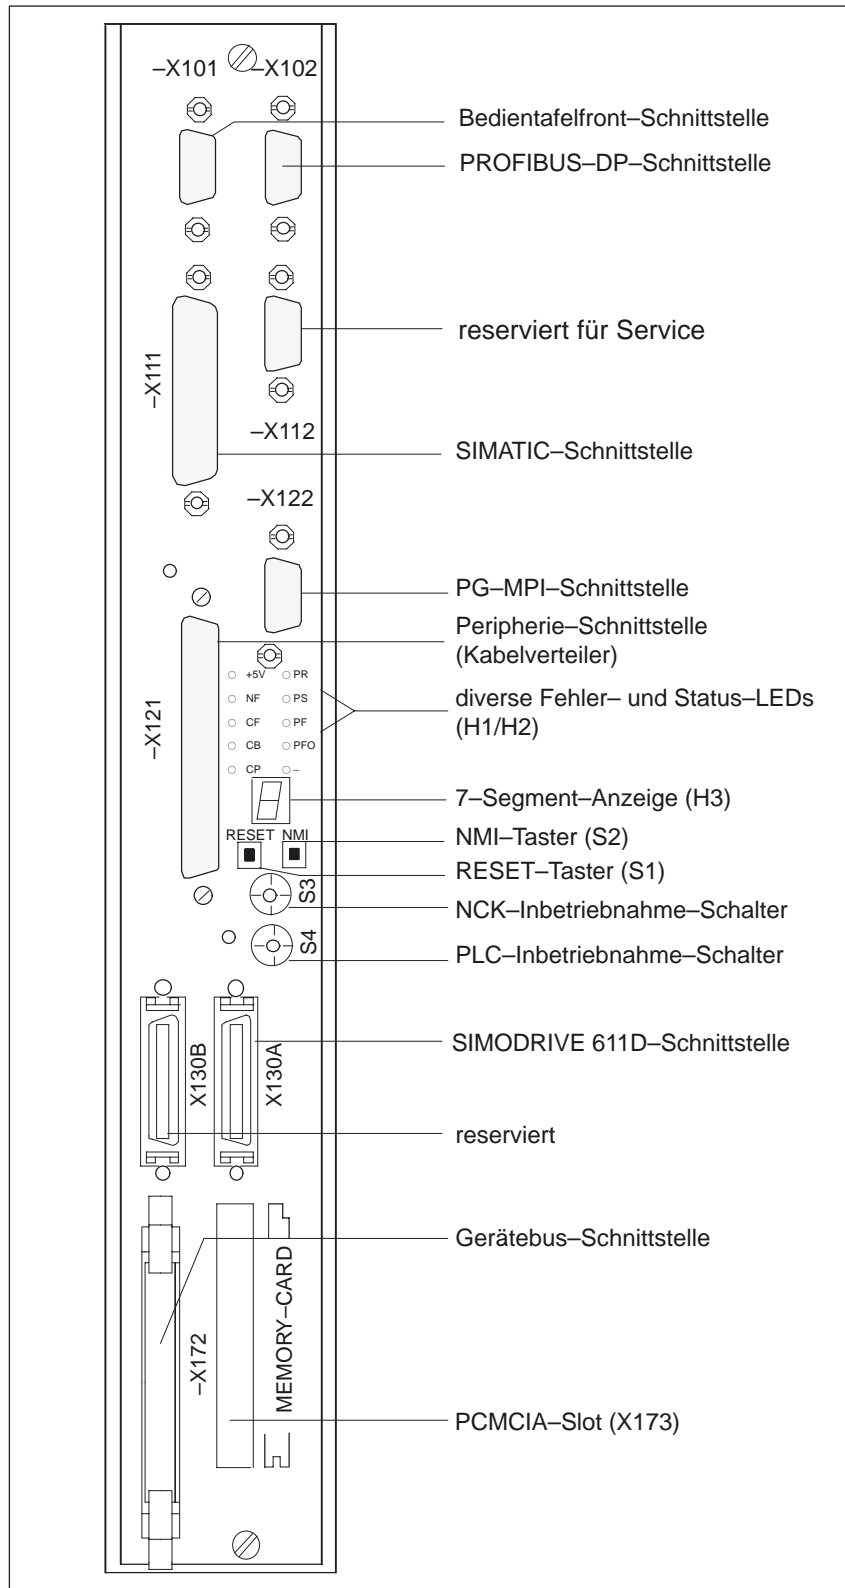 –X101 –X102
Bedientafelfront–Schnittstelle
PROFIBUS–DP–Schnittstelle
reserviert für Service
–X111
–X112
SIMATIC–Schnittstelle
–X122
PG–MPI–Schnittstelle
Peripherie–Schnittstelle
(Kabelverteiler)
+5V PR
NF PS
CF PF
CB PFO
CP –
diverse Fehler– und Status–LEDs
(H1/H2)
–X121
7–Segment–Anzeige (H3)
RESET NMI
NMI–Taster (S2)
RESET–Taster (S1)
S3
NCK–Inbetriebnahme–Schalter
S4
PLC–Inbetriebnahme–Schalter
X130B
X130A
SIMODRIVE 611D–Schnittstelle
reserviert
Gerätebus–Schnittstelle
–X172
MEMORY–CARD
PCMCIA–Slot (X173)